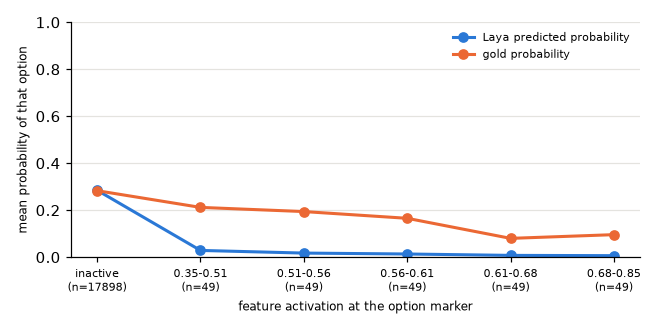 1.0
0.8
0.6
0.4
0.2
0.0
mean probability of that option
Laya predicted probability
gold probability
inactive
(n=17898)
0.35-0.51
(n=49)
0.51-0.56
(n=49)
0.56-0.61
(n=49)
0.61-0.68
(n=49)
0.68-0.85
(n=49)
feature activation at the option marker